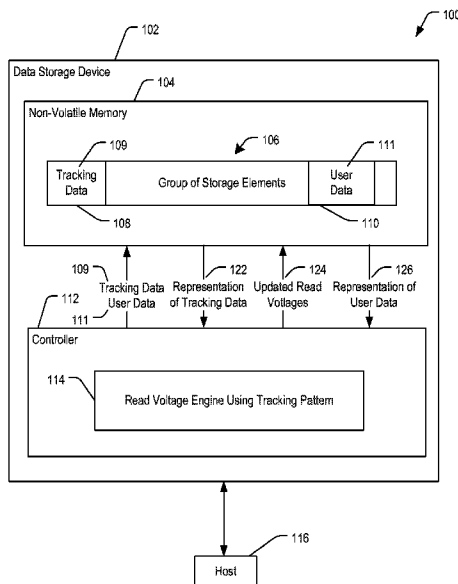 100
102
Data Storage Device
104
Non-Volatile Memory
109
106
111
Tracking
Data
Group of Storage Elements
User
Data
108
110
109
Tracking Data
User Data
111
122
Representation
of Tracking Data
124
Updated Read
Votlages
126
Representation of
User Data
112
Controller
114
Read Voltage Engine Using Tracking Pattern
116
Host